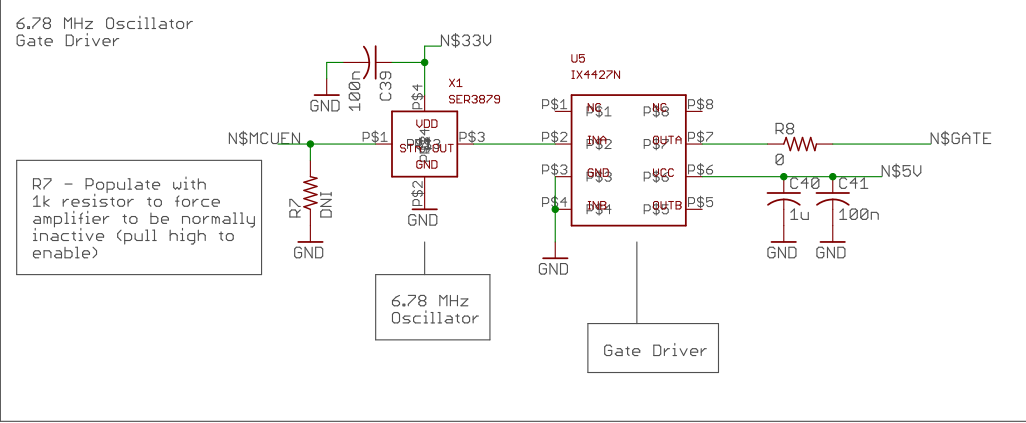 6.78 MHz Oscillator
Gate Driver
N$33V
100n
C39
GND
P$4
X1
SER3879
VDD
GND
P$1
P$3
P$2
GND
N$MCUEN
R7
DNI
GND
R7 - Populate with
1k resistor to force
amplifier to be normally
inactive (pull high to
enable)
6.78 MHz
Oscillator
U5
IX4427N
P$1
P$2
P$3
P$4
NC
P$1
INA
P$2
GND
P$3
INB
P$4
NC
P$8
OUTA
P$7
VCC
P$6
OUTB
P$5
P$8
P$7
P$6
P$5
GND
Gate Driver
R8
0
N$GATE
N$5V
C40
1u
GND
C41
100n
GND